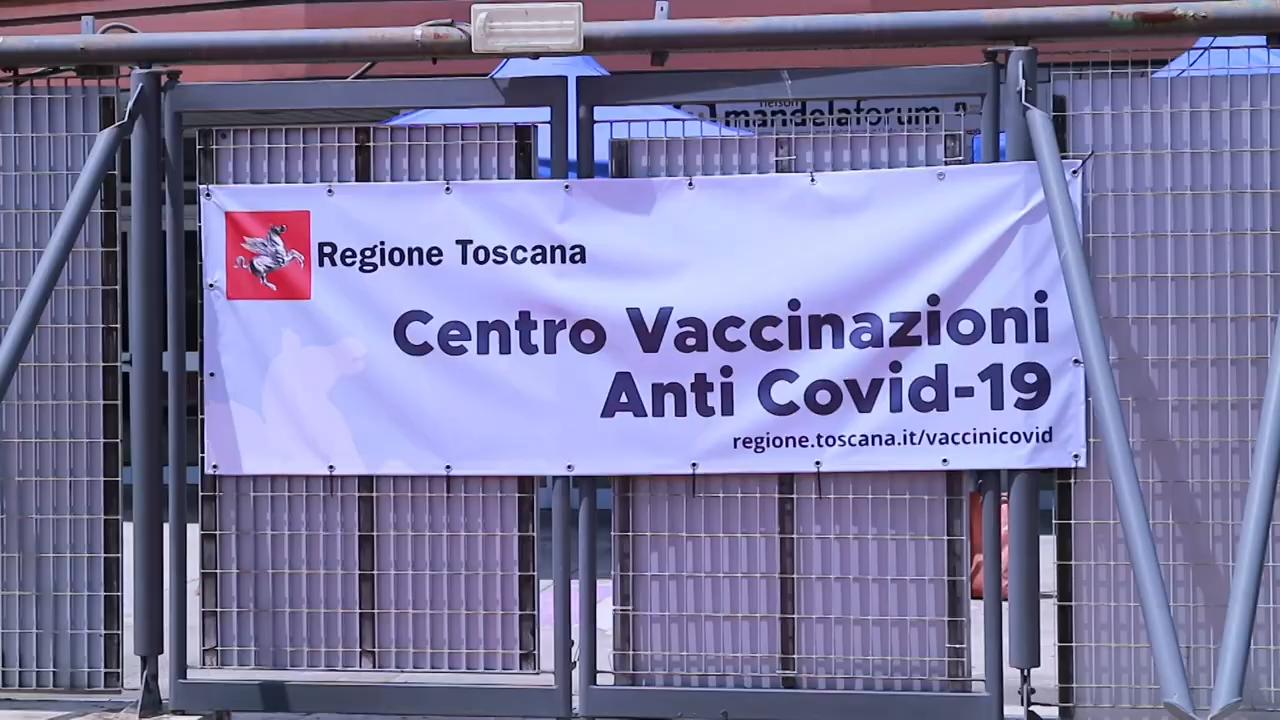 nelson
mandelaforum
Regione Toscana
Centro Vaccinazioni
Anti Covid-19
regione.toscana.it/vaccinicovid